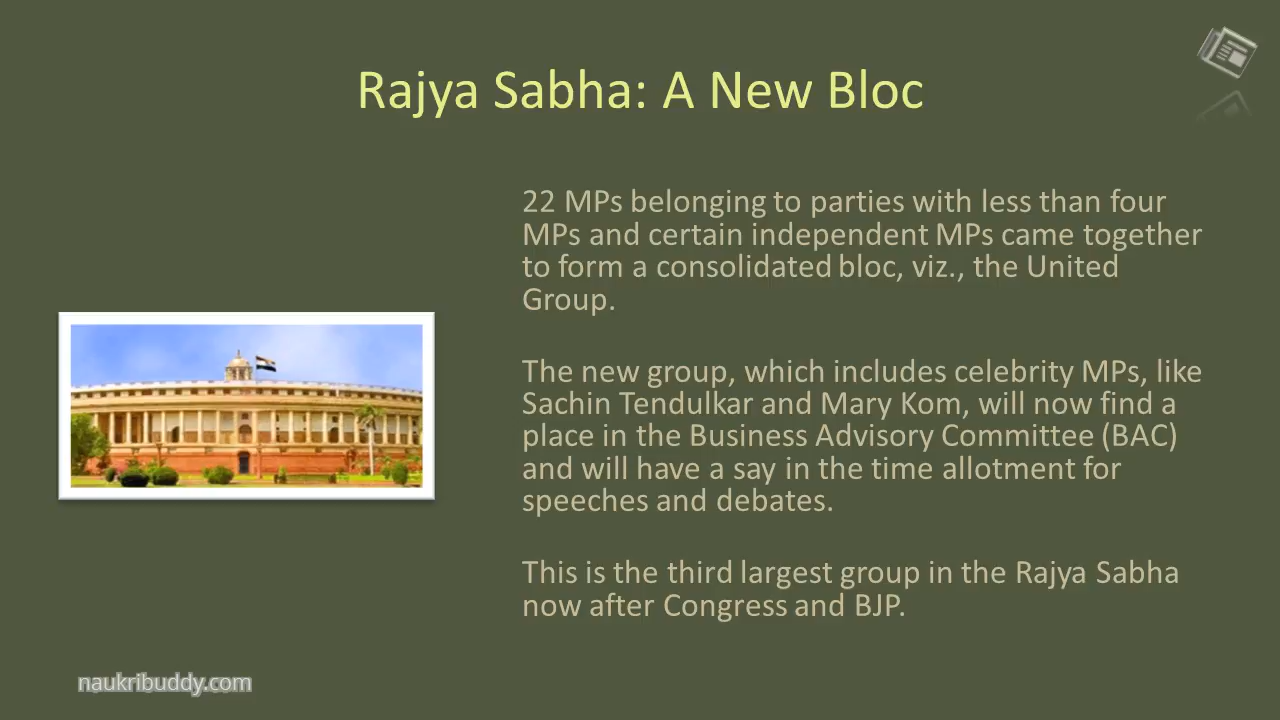 Rajya Sabha: A New Bloc
22 MPs belonging to parties with less than four
MPs and certain independent MPs came together
to form a consolidated bloc, viz., the United
Group.
The new group, which includes celebrity MPs, like
Sachin Tendulkar and Mary Kom, will now find a
place in the Business Advisory Committee (BAC)
and will have a say in the time allotment for
speeches and debates.
This is the third largest group in the Rajya Sabha
now after Congress and BJP.
naukribuddy.com